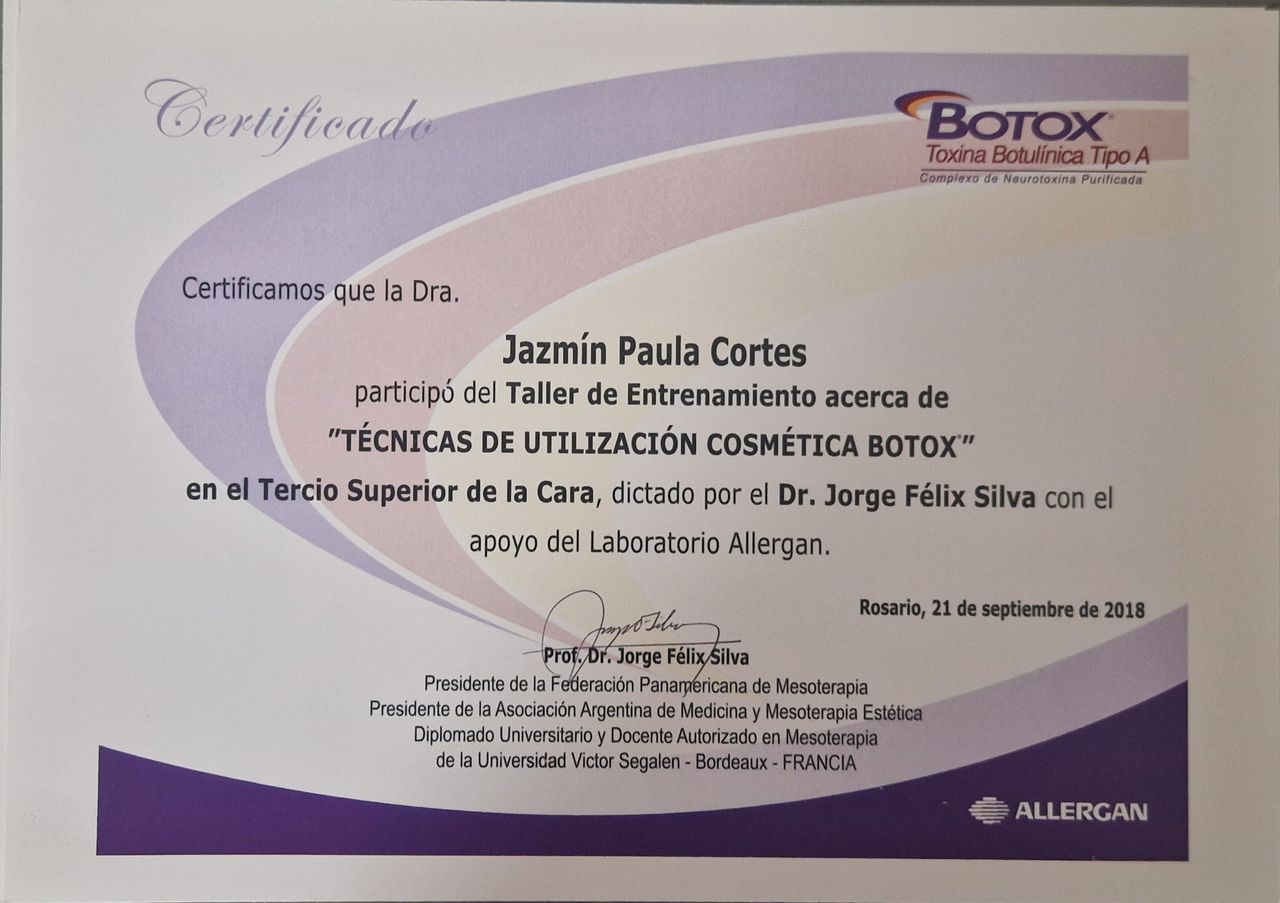 Certificado
BOTOX®
Toxina Botulínica Tipo A
Complexo de Neurotoxina Purificada
Certificamos que la Dra.
Jazmín Paula Cortes
participó del Taller de Entrenamiento acerca de
"TÉCNICAS DE UTILIZACIÓN COSMÉTICA BOTOX®"
en el Tercio Superior de la Cara, dictado por el Dr. Jorge Félix Silva con el
apoyo del Laboratorio Allergan.
Rosario, 21 de septiembre de 2018
Prof. Dr. Jorge Félix Silva
Presidente de la Federación Panamericana de Mesoterapia
Presidente de la Asociación Argentina de Medicina y Mesoterapia Estética
Diplomado Universitario y Docente Autorizado en Mesoterapia
de la Universidad Victor Segalen - Bordeaux - FRANCIA
ALLERGAN